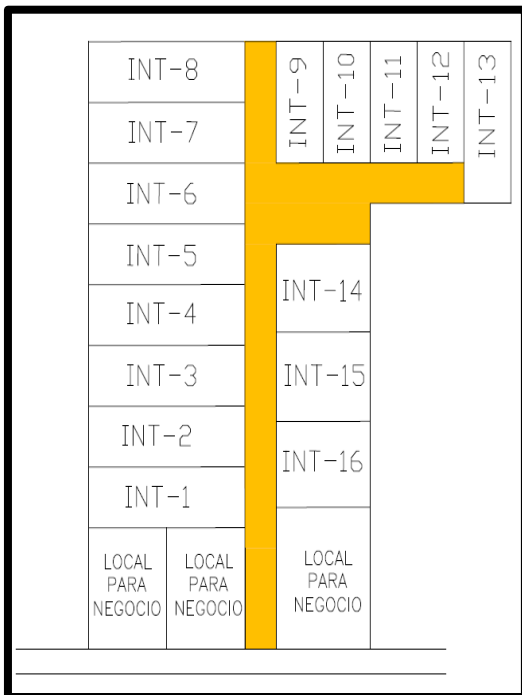 INT-8
INT-7
INT-6
INT-5
INT-4
INT-3
INT-2
INT-1
LOCAL
PARA
NEGOCIO
LOCAL
PARA
NEGOCIO
INT-9
INT-10
INT-11
INT-12
INT-13
INT-14
INT-15
INT-16
LOCAL
PARA
NEGOCIO